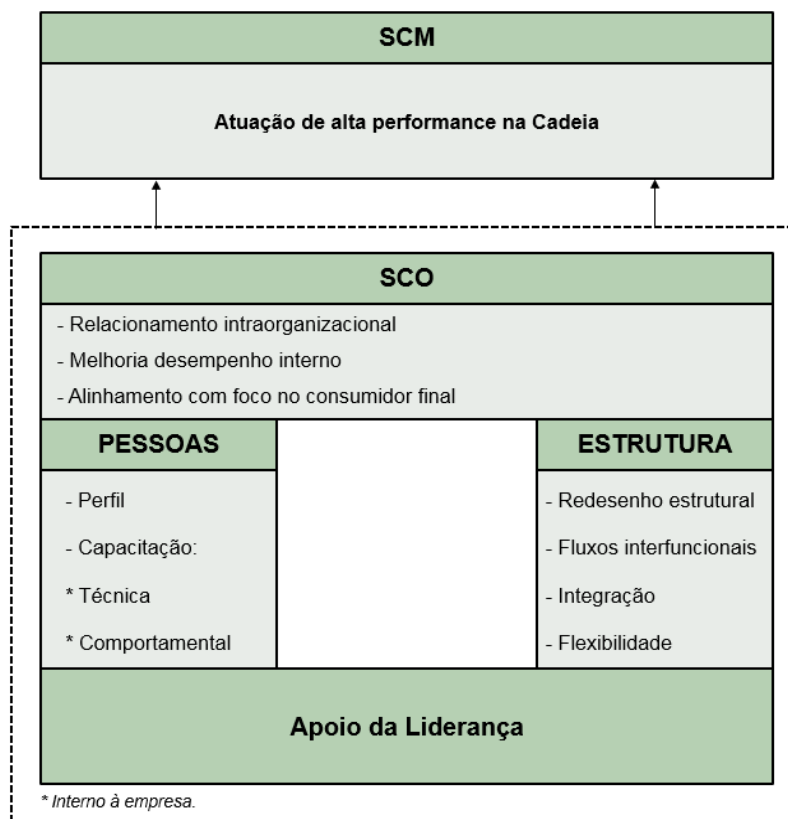 SCM
Atuação de alta performance na Cadeia
SCO
- Relacionamento intraorganizacional
- Melhoria desempenho interno
- Alinhamento com foco no consumidor final
PESSOAS
- Perfil
- Capacitação:
* Técnica
* Comportamental
ESTRUTURA
- Redesenho estrutural
- Fluxos interfuncionais
- Integração
- Flexibilidade
Apoio da Liderança
* Interno à empresa.